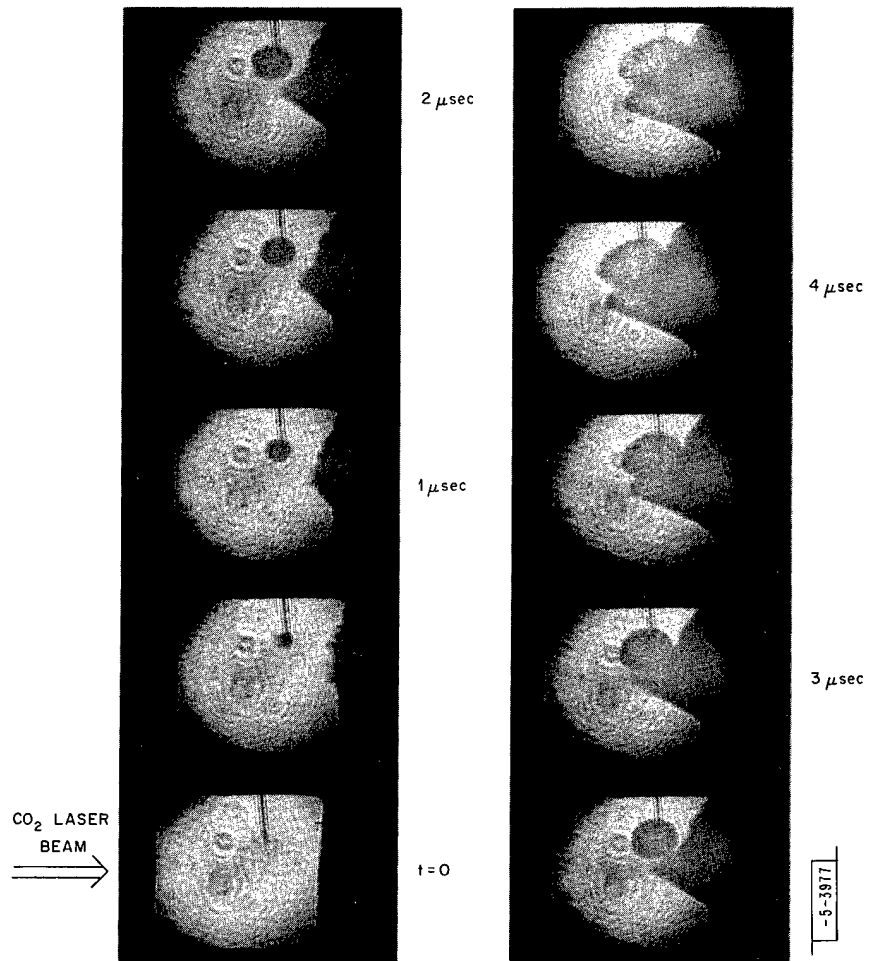 2 μsec
1 μsec
CO₂ LASER
BEAM
t=0
4 μsec
3 μsec
-5-3977